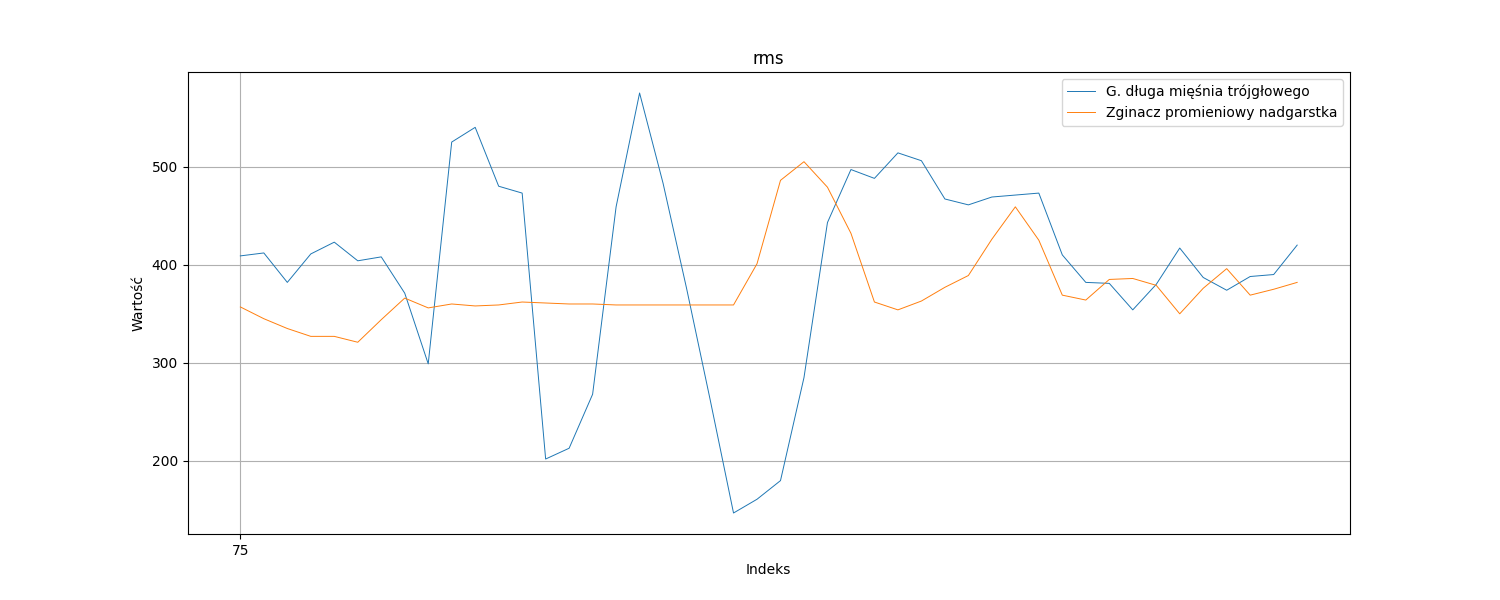 rms
G. długa mięśnia trójgłowego
Zginacz promieniowy nadgarstka
Wartość
500
400
300
200
75
Indeks